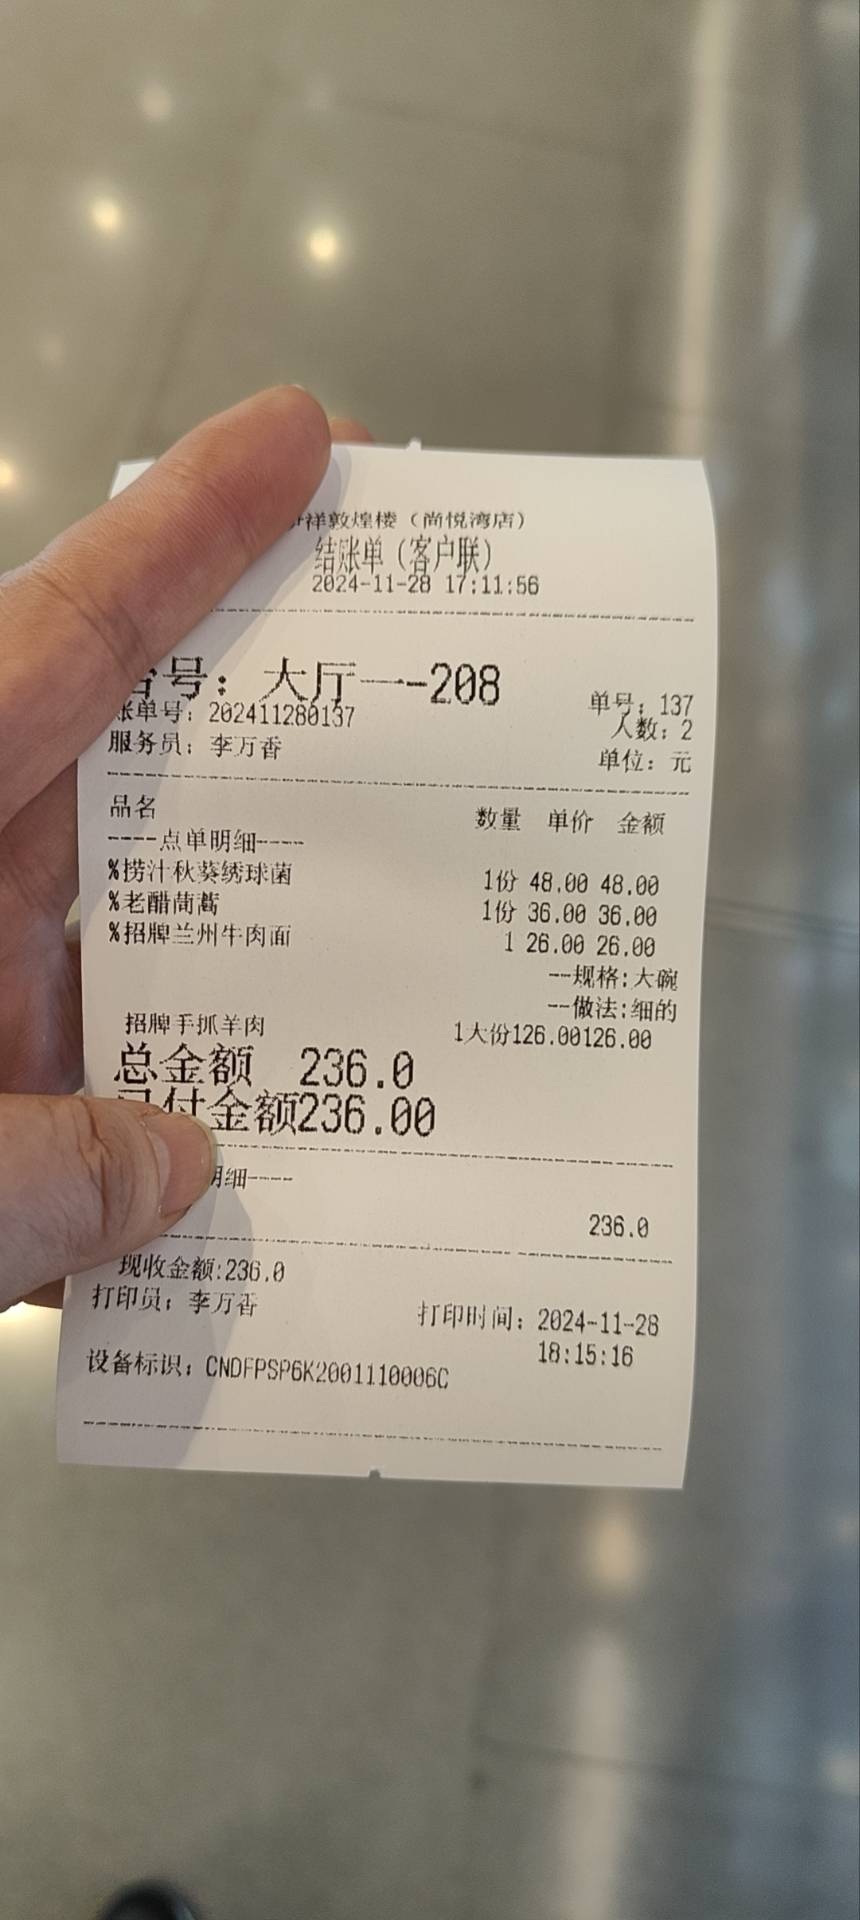 祥敦煌楼（尚悦湾店）
结账单（客户联）
2024-11-28 17:11:56
台号：大厅一-208
单号：137
账单号：202411280137
人数：2
服务员：李万香
单位：元
品名 数量 单价 金额
----点单明细----
%捞汁秋葵绣球菌 1份 48.00 48.00
%老醋茼蒿 1份 36.00 36.00
%招牌兰州牛肉面 1 26.00 26.00
--规格:大碗
--做法:细的
招牌手抓羊肉 1大份126.00126.00
总金额 236.0
已付金额236.00
明细----
236.0
现收金额:236.0
打印员：李万香
打印时间：2024-11-28
18:15:16
设备标识：CNDFPSP6K2001110006C